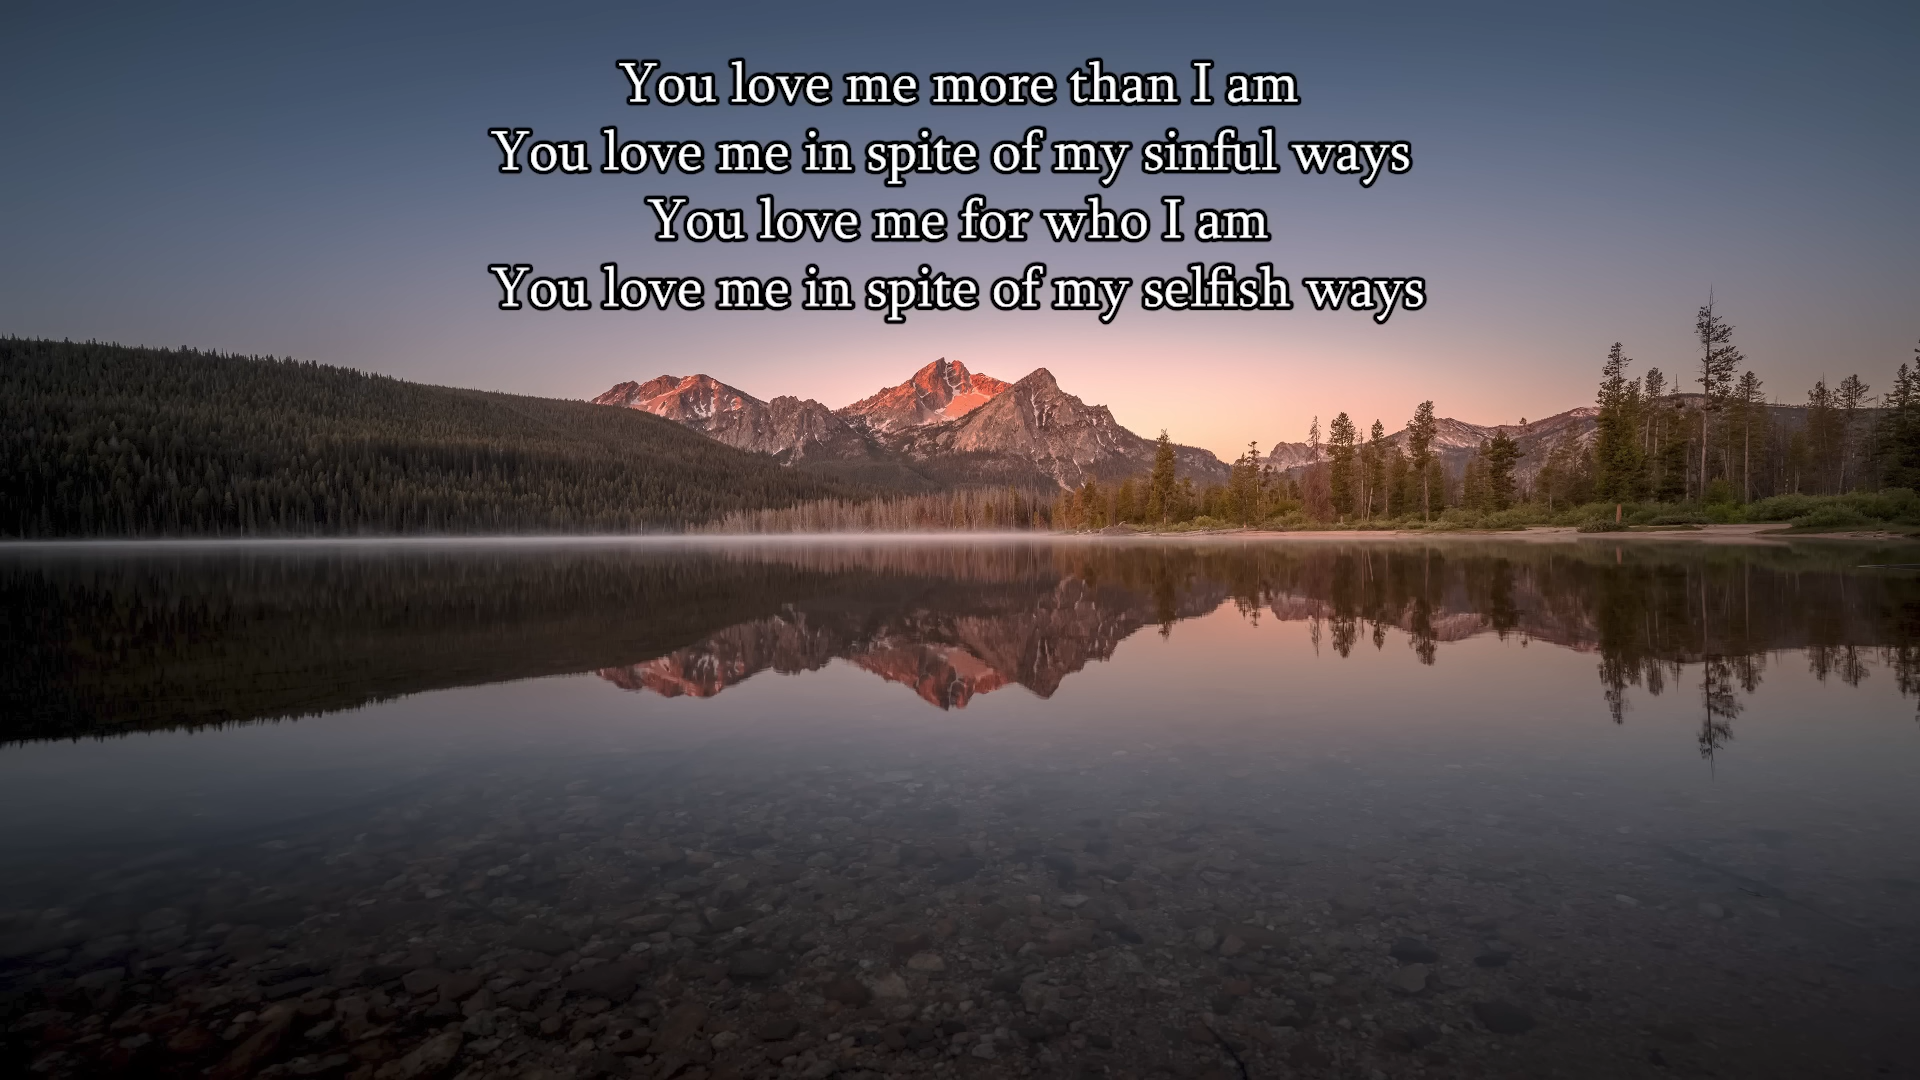 You love me more than I am
You love me in spite of my sinful ways
You love me for who I am
You love me in spite of my selfish ways